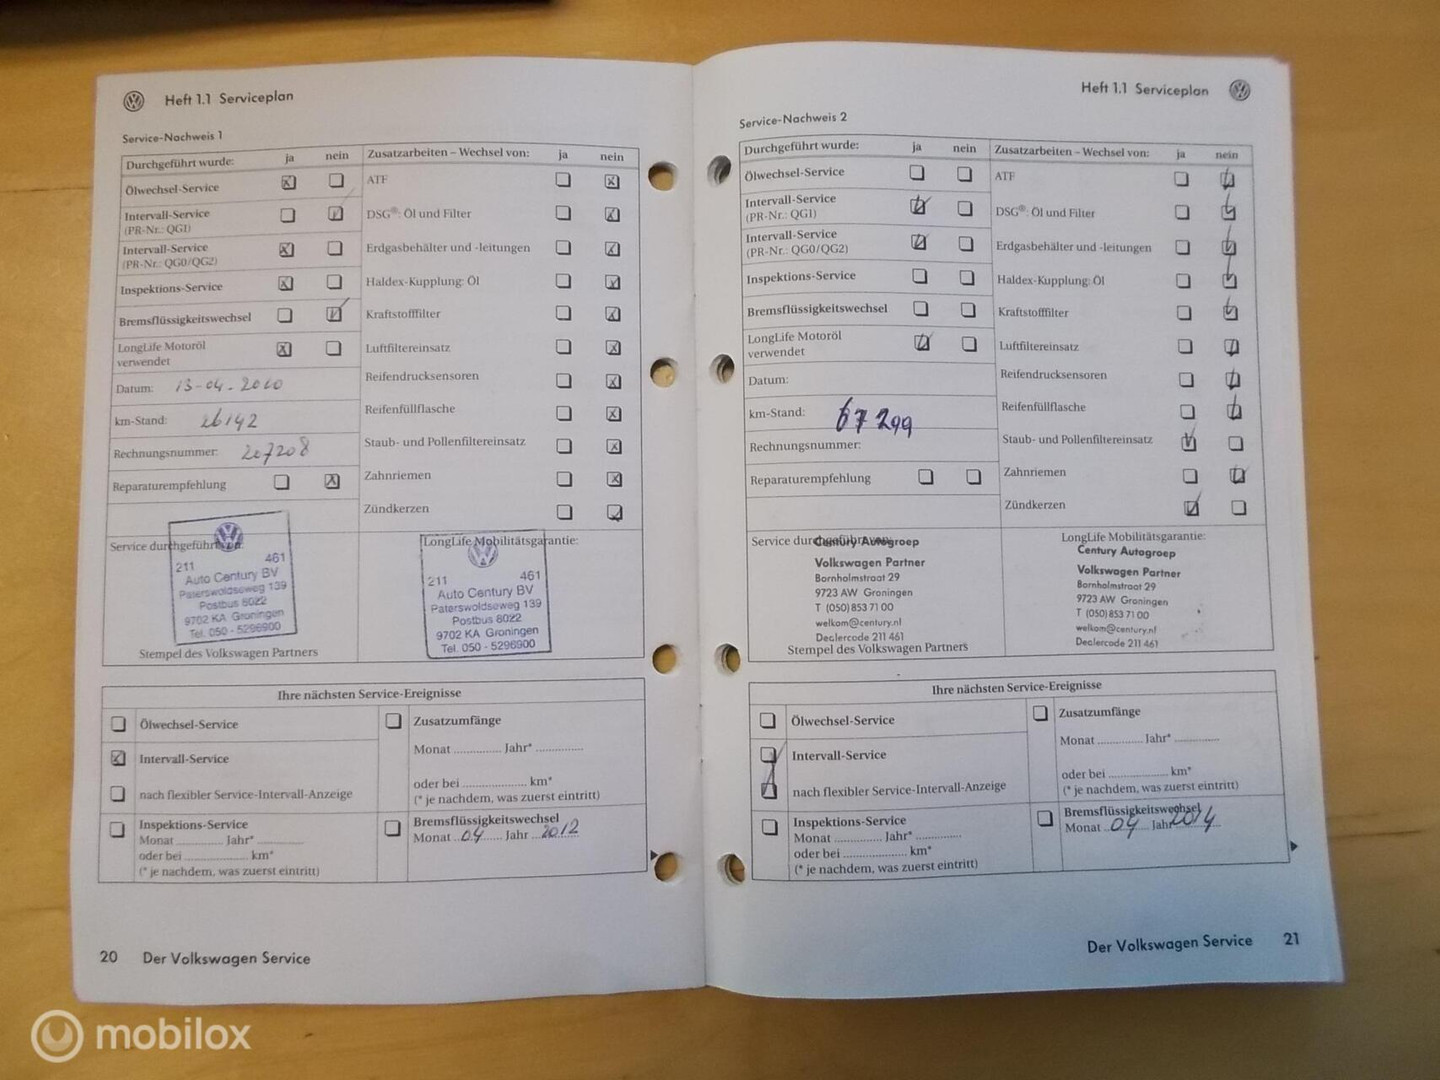 Heft 1.1 Serviceplan
Service-Nachweis 1
Durchgeführt wurde: ja nein
Ölwechsel-Service
Intervall-Service
(PR-Nr.: QG1)
Intervall-Service
(PR-Nr.: QG0/QG2)
Inspektions-Service
Bremsflüssigkeitswechsel
LongLife Motoröl
verwendet
Datum: 13-04-2010
km-Stand: 26142
Rechnungsnummer: 207208
Reparaturempfehlung
Zusatzarbeiten – Wechsel von: ja nein
ATF
DSG®: Öl und Filter
Erdgasbehälter und -leitungen
Haldex-Kupplung: Öl
Kraftstofffilter
Luftfiltereinsatz
Reifendrucksensoren
Reifenfüllflasche
Staub- und Pollenfiltereinsatz
Zahnriemen
Zündkerzen
Service durchgeführt
211 461
Auto Century BV
Paterswoldseweg 139
Postbus 8022
9702 KA Groningen
Tel. 050 - 5296900
Stempel des Volkswagen Partners
LongLife Mobilitätsgarantie:
211 461
Auto Century BV
Paterswoldseweg 139
Postbus 8022
9702 KA Groningen
Tel. 050 - 5296900
Ihre nächsten Service-Ereignisse
Ölwechsel-Service
Intervall-Service
nach flexibler Service-Intervall-Anzeige
Inspektions-Service
Monat ............ Jahr* ............
oder bei .................... km*
(* je nachdem, was zuerst eintritt)
Zusatzumfänge
Monat ............ Jahr* ............
oder bei .................... km*
(* je nachdem, was zuerst eintritt)
Bremsflüssigkeitswechsel
Monat 04 Jahr 2012
20 Der Volkswagen Service
Heft 1.1 Serviceplan
Service-Nachweis 2
Durchgeführt wurde: ja nein
Ölwechsel-Service
Intervall-Service
(PR-Nr.: QG1)
Intervall-Service
(PR-Nr.: QG0/QG2)
Inspektions-Service
Bremsflüssigkeitswechsel
LongLife Motoröl
verwendet
Datum:
km-Stand: 67299
Rechnungsnummer:
Reparaturempfehlung
Zusatzarbeiten – Wechsel von: ja nein
ATF
DSG®: Öl und Filter
Erdgasbehälter und -leitungen
Haldex-Kupplung: Öl
Kraftstofffilter
Luftfiltereinsatz
Reifendrucksensoren
Reifenfüllflasche
Staub- und Pollenfiltereinsatz
Zahnriemen
Zündkerzen
Service durchgeführt
Century Autogroep
Volkswagen Partner
Bornholmstraat 29
9723 AW Groningen
T (050) 853 71 00
welkom@century.nl
Dealercode 211 461
Stempel des Volkswagen Partners
LongLife Mobilitätsgarantie:
Century Autogroep
Volkswagen Partner
Bornholmstraat 29
9723 AW Groningen
T (050) 853 71 00
welkom@century.nl
Dealercode 211 461
Ihre nächsten Service-Ereignisse
Ölwechsel-Service
Intervall-Service
nach flexibler Service-Intervall-Anzeige
Inspektions-Service
Monat ............ Jahr* ............
oder bei .................... km*
(* je nachdem, was zuerst eintritt)
Zusatzumfänge
Monat ............ Jahr* ............
oder bei .................... km*
(* je nachdem, was zuerst eintritt)
Bremsflüssigkeitswechsel
Monat 04 Jahr 2014
Der Volkswagen Service 21
mobilox